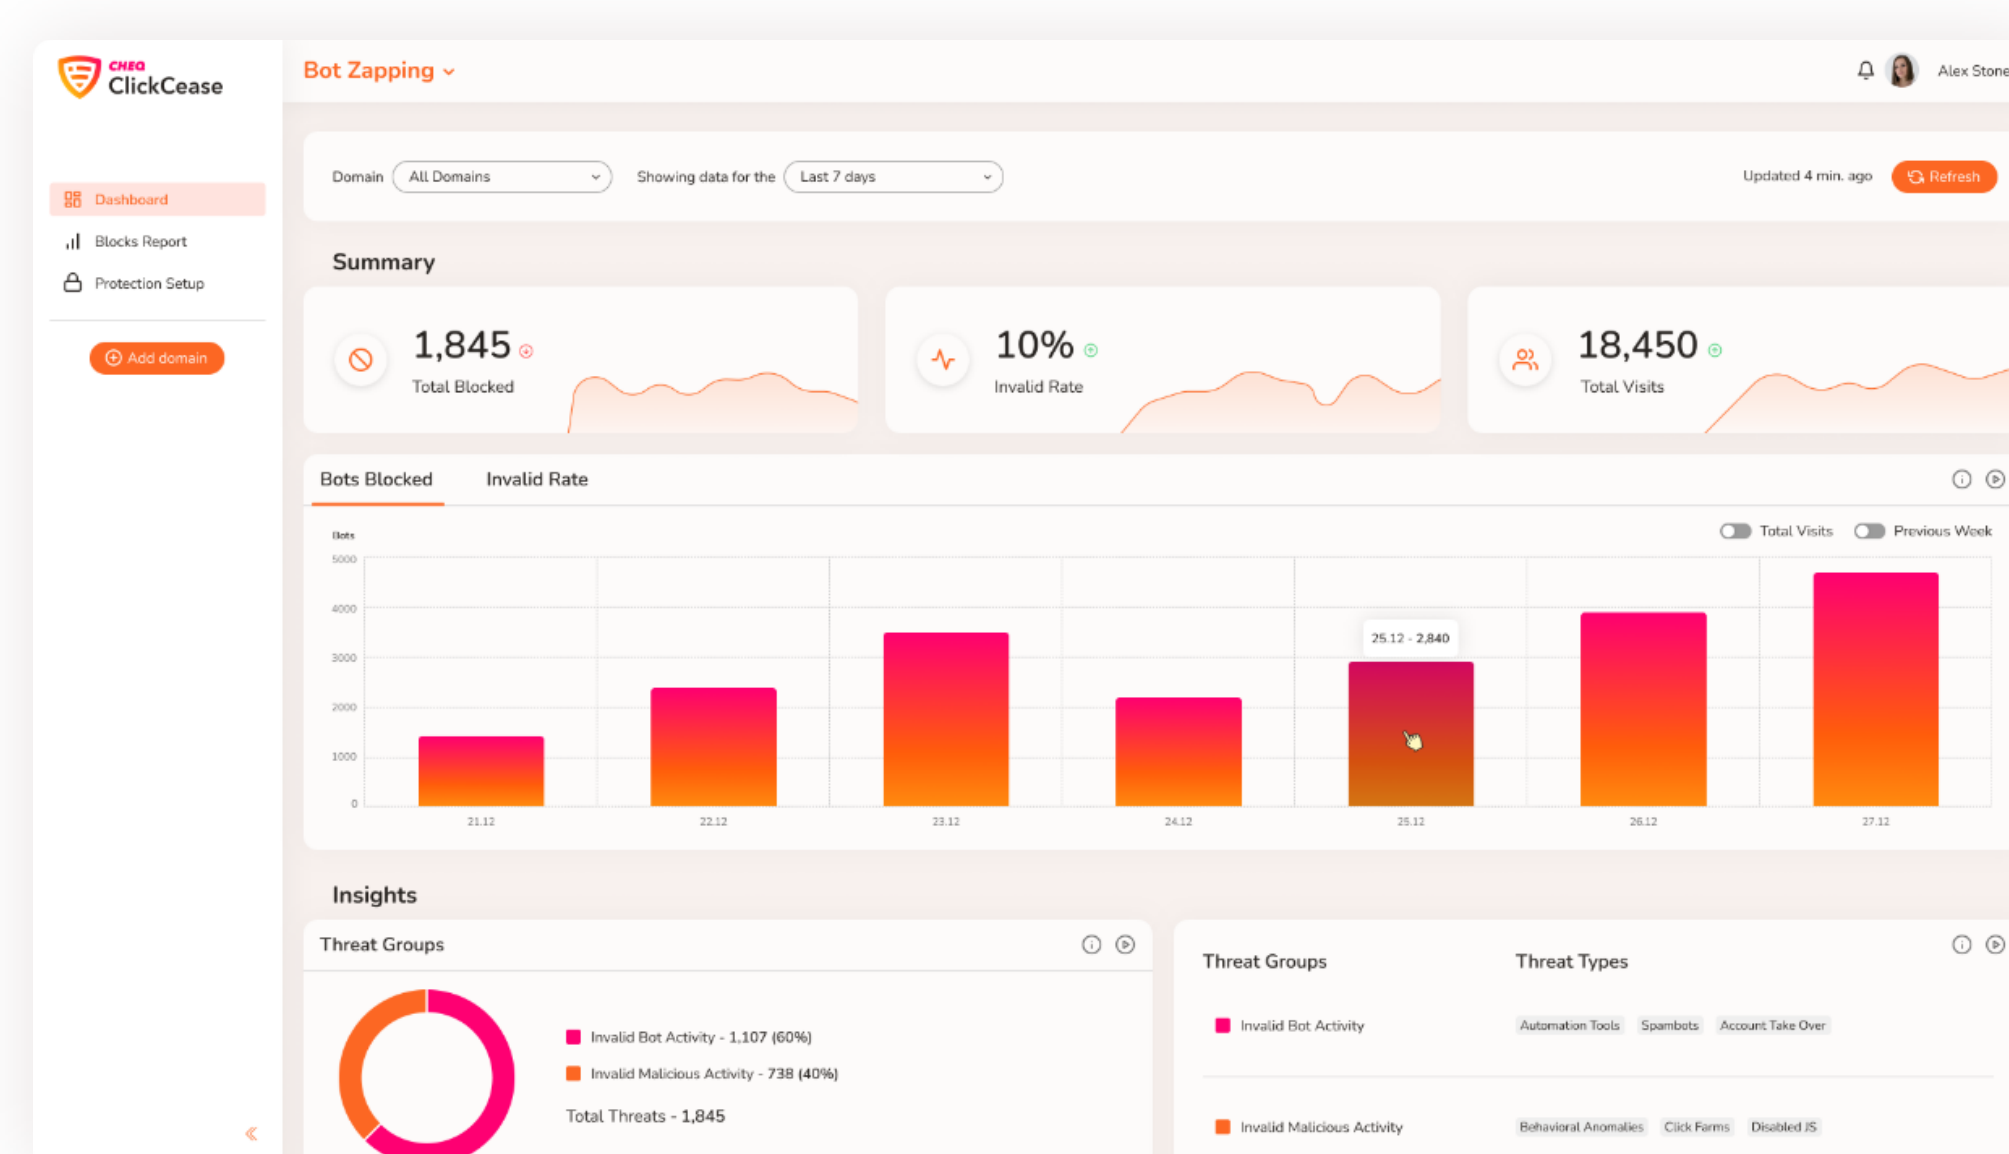 CHEQ
ClickCease
Bot Zapping
Alex Stone
Dashboard
Blocks Report
Protection Setup
Add domain
Domain All Domains Showing data for the Last 7 days Updated 4 min. ago Refresh
Summary
1,845
Total Blocked
10%
Invalid Rate
18,450
Total Visits
Bots Blocked Invalid Rate
Total Visits Previous Week
Bots
5000
4000
3000
2000
1000
0
25.12 - 2,840
21.12 22.12 23.12 24.12 25.12 26.12 27.12
Insights
Threat Groups
Invalid Bot Activity - 1,107 (60%)
Invalid Malicious Activity - 738 (40%)
Total Threats - 1,845
Threat Groups Threat Types
Invalid Bot Activity Automation Tools Spambots Account Take Over
Invalid Malicious Activity Behavioral Anomalies Click Farms Disabled JS